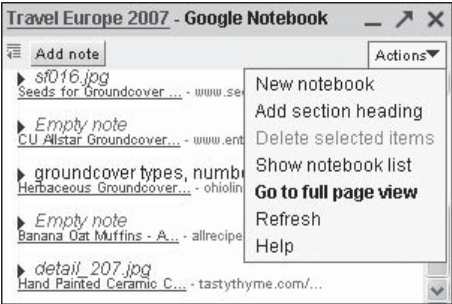 Travel Europe 2007 - Google Notebook
Add note
Actions
sf016.jpg
Seeds for Groundcover ... - www.se
Empty note
CU Allstar Groundcover... - www.ent
groundcover types, numb
Herbaceous Groundcover... - ohiolin
Empty note
Banana Oat Muffins - A... - allrecipe
detail_207.jpg
Hand Painted Ceramic C... - tastythyme.com/...
New notebook
Add section heading
Delete selected items
Show notebook list
Go to full page view
Refresh
Help